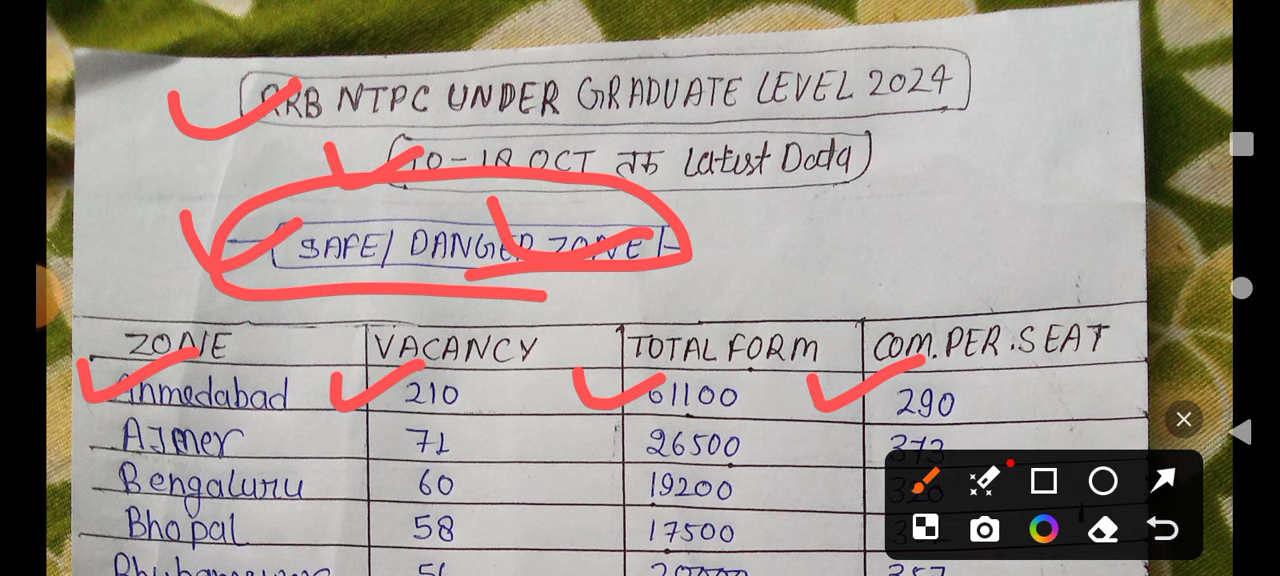 RRB NTPC UNDER GRADUATE LEVEL 2024
(10-18 OCT तक Latest Data)
SAFE/ DANGER ZONE
ZONE VACANCY TOTAL FORM COM.PER.SEAT
Ahmedabad 210 61100 290
AJmer 71 26500 373
Bengaluru 60 19200
Bhopal 58 17500